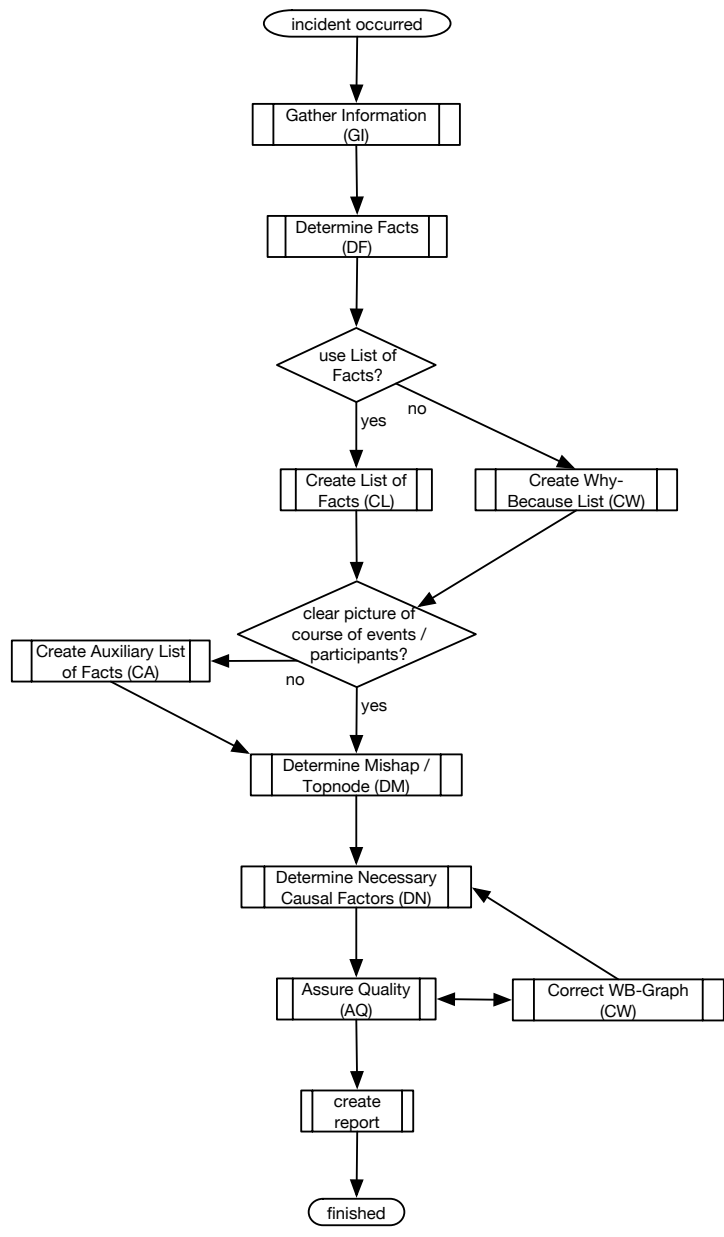 incident occurred
Gather Information
(GI)
Determine Facts
(DF)
use List of
Facts?
no
yes
Create List of
Facts (CL)
Create Why-
Because List (CW)
clear picture of
course of events /
participants?
Create Auxiliary List
of Facts (CA)
no
yes
Determine Mishap /
Topnode (DM)
Determine Necessary
Causal Factors (DN)
Assure Quality
(AQ)
Correct WB-Graph
(CW)
create
report
finished